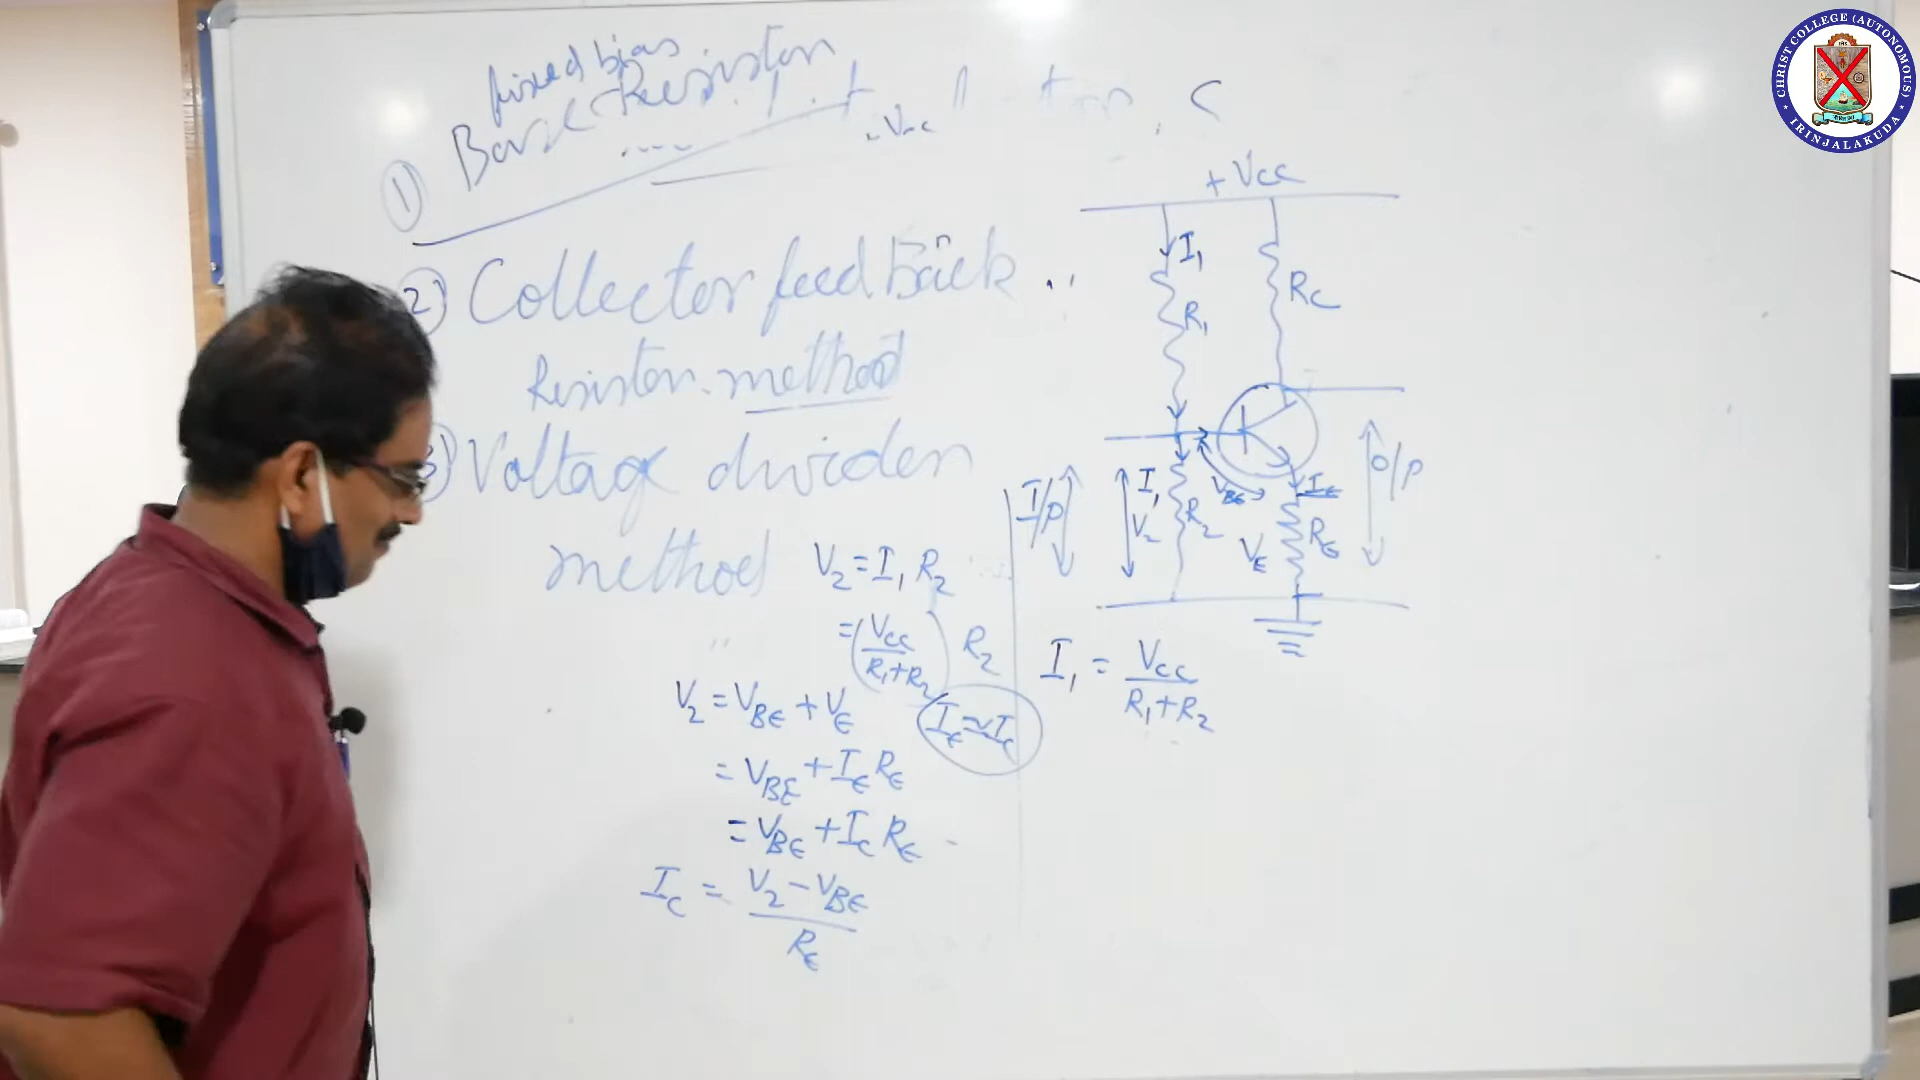 fixed bias
① Base Resistor
+Vcc
2) Collector feed Back
Resistor method
3) Voltage divider
method
V₂ = I₁ R₂
= (Vcc / R₁+R₂) R₂
V₂ = VBE + VE
IE ≈ IC
= VBE + IE RE
= VBE + IC RE
IC = V₂ − VBE / RE
+Vcc
I₁
R₁
RC
I/P
I₁
V₂
R₂
VBE
IE
VE
RE
O/P
I₁ = Vcc / R₁+R₂
CHRIST COLLEGE (AUTONOMOUS)
IRINJALAKUDA